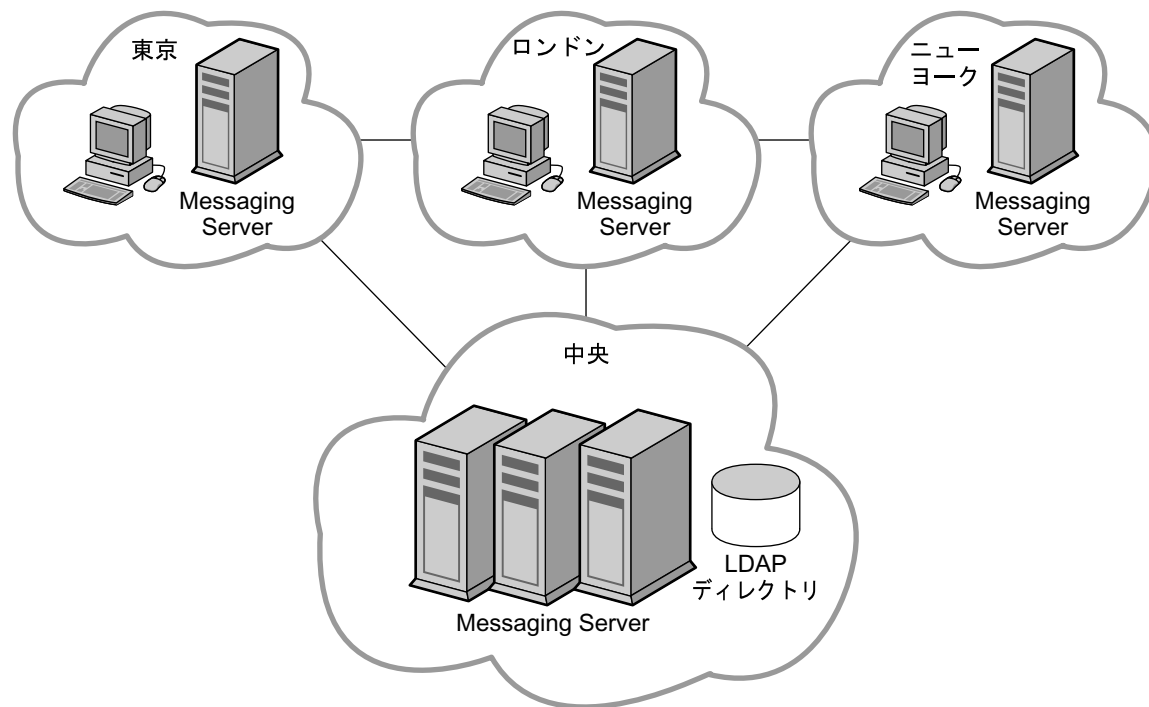 東京
Messaging
Server
ロンドン
Messaging
Server
ニュー
ヨーク
Messaging
Server
中央
LDAP
ディレクトリ
Messaging Server